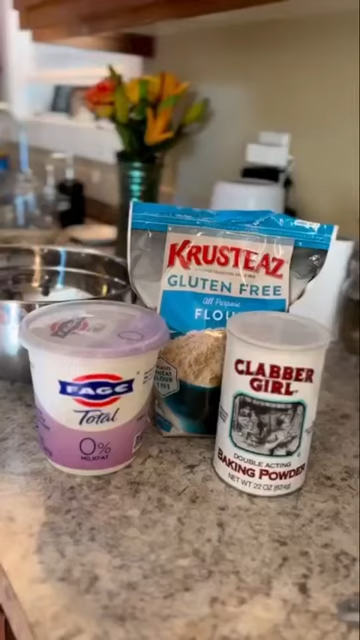 KRUSTEAZ
GLUTEN FREE
All Purpose
FLOUR
FAGE
Total
0%
MILKFAT
CLABBER
GIRL
DOUBLE ACTING
BAKING POWDER
NET WT 22 OZ (624g)